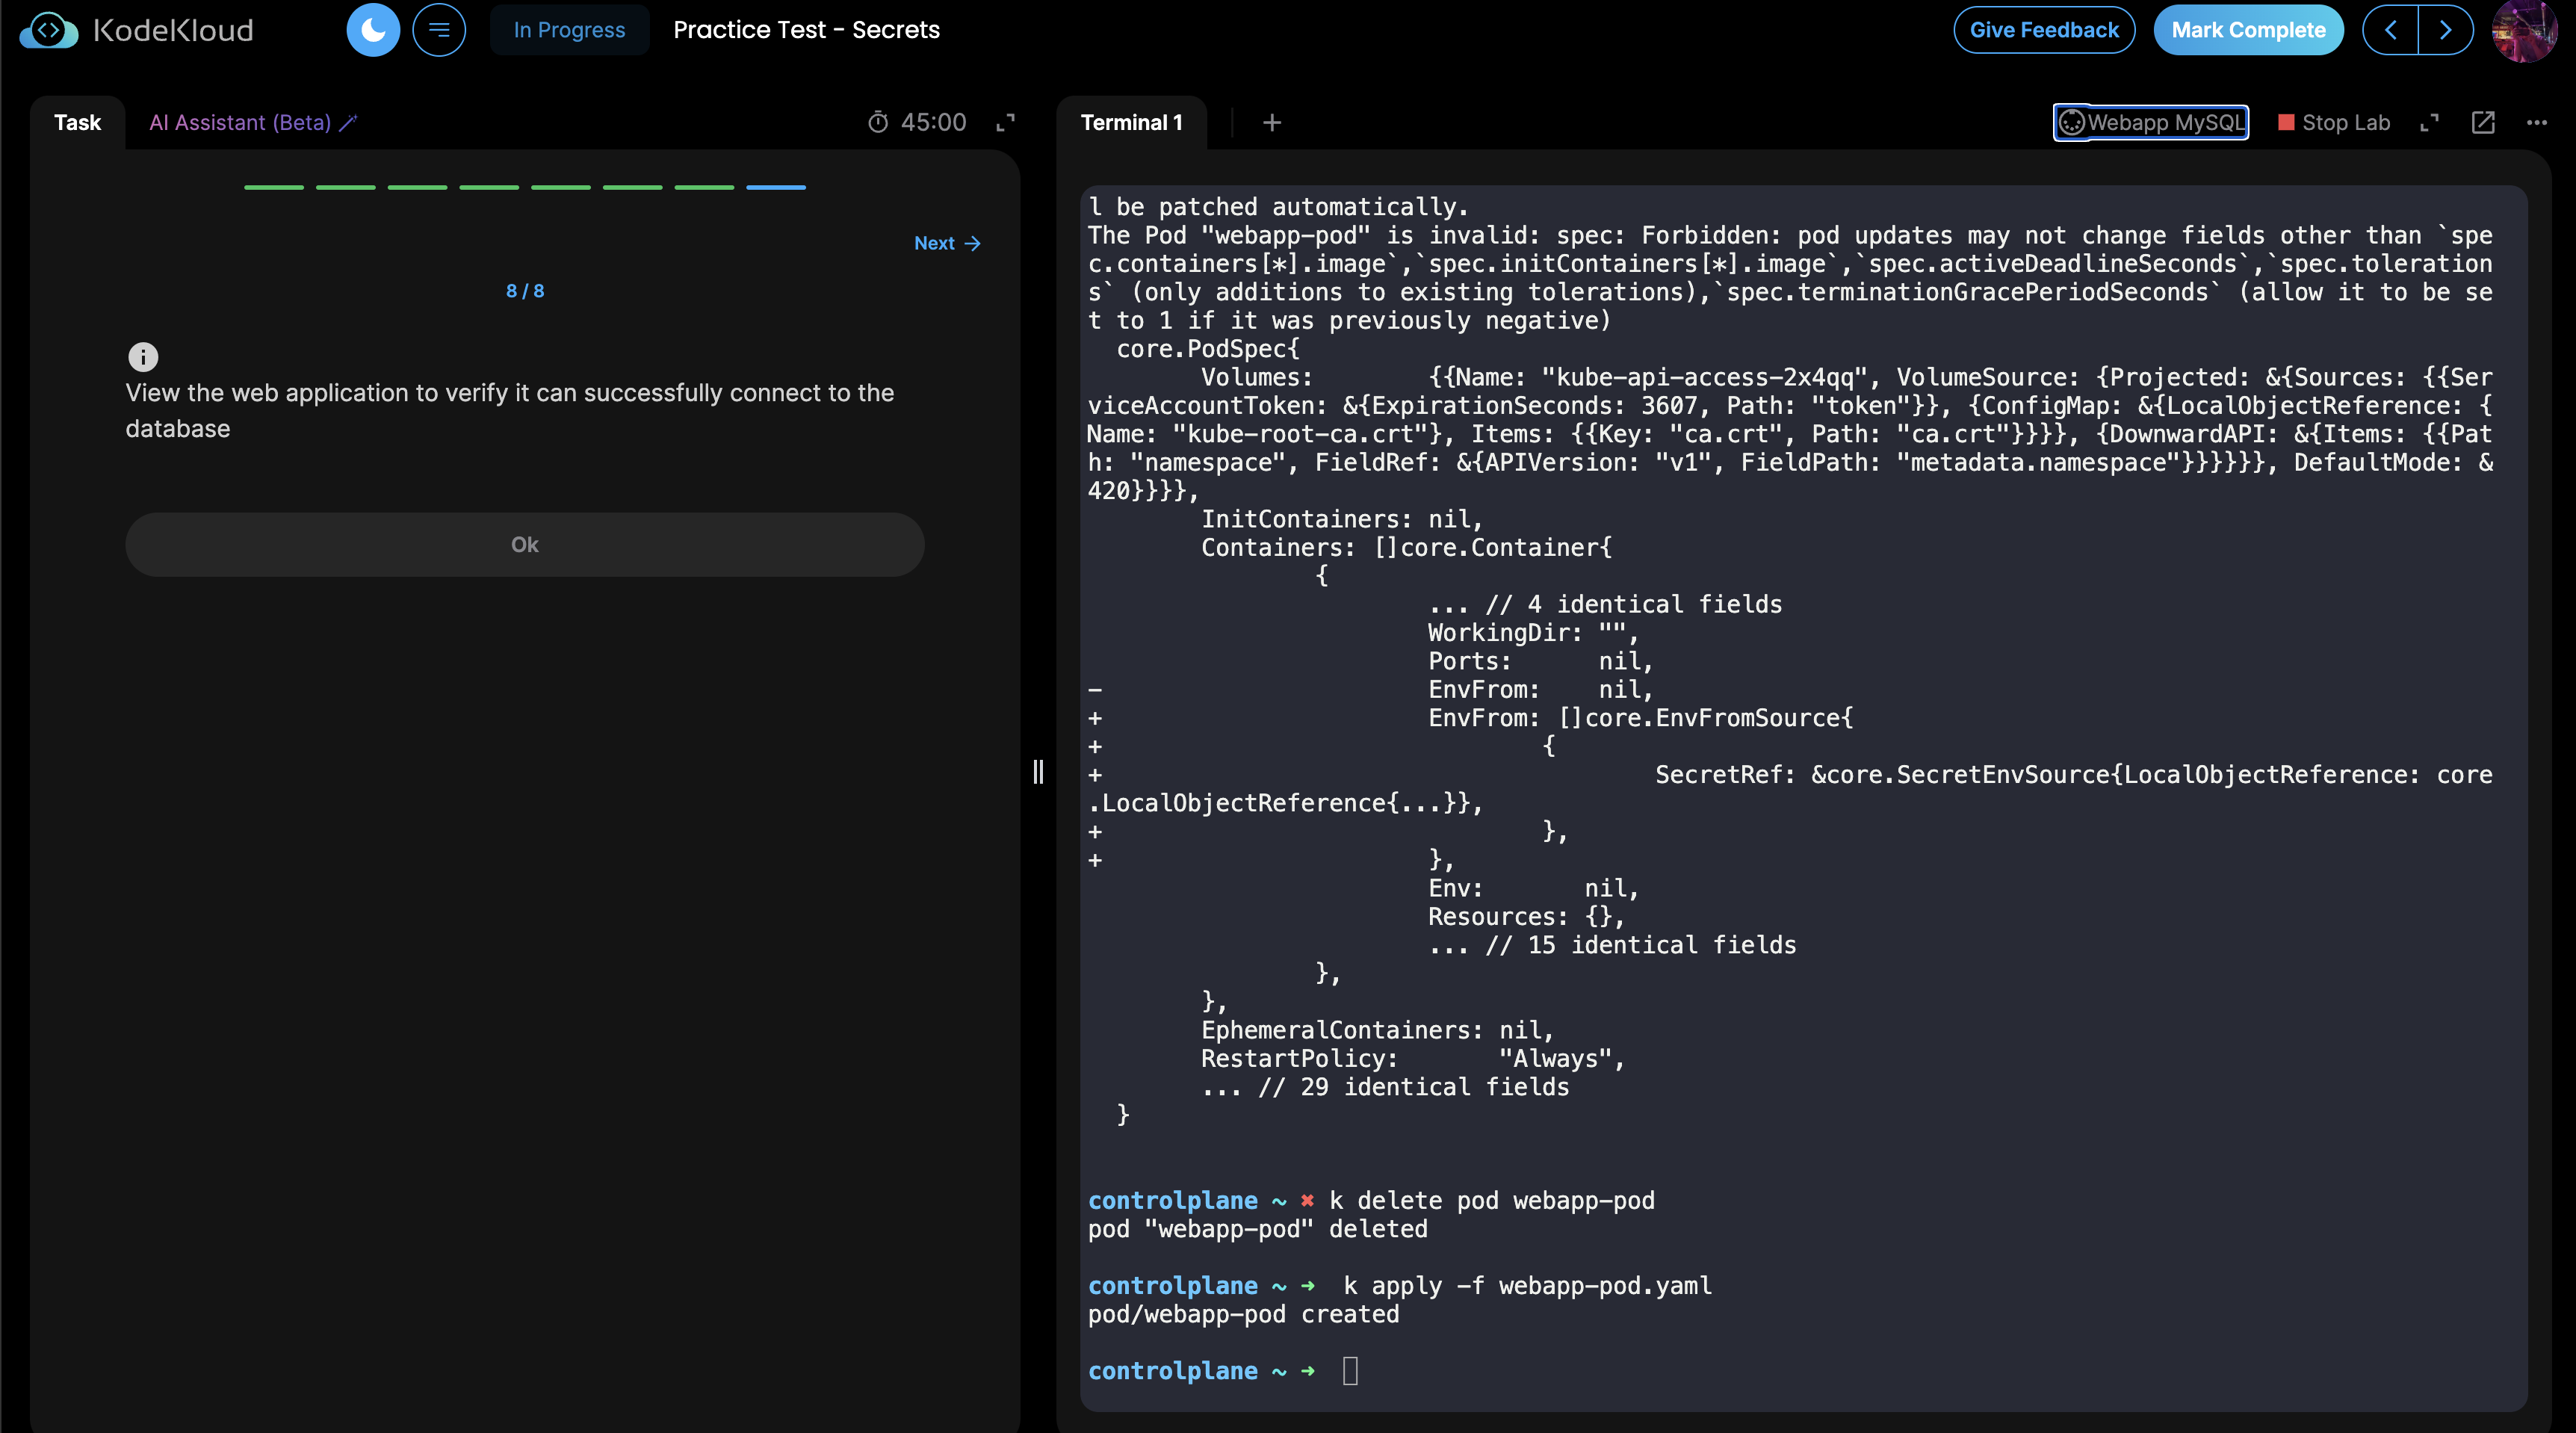 KodeKloud
In Progress
Practice Test - Secrets
Give Feedback
Mark Complete
Task
AI Assistant (Beta)
45:00
Next →
8 / 8
View the web application to verify it can successfully connect to the
database
Ok
Terminal 1
+
Webapp MySQL
Stop Lab
l be patched automatically.
The Pod "webapp-pod" is invalid: spec: Forbidden: pod updates may not change fields other than `spe
c.containers[*].image`,`spec.initContainers[*].image`,`spec.activeDeadlineSeconds`,`spec.toleration
s` (only additions to existing tolerations),`spec.terminationGracePeriodSeconds` (allow it to be se
t to 1 if it was previously negative)
  core.PodSpec{
        Volumes:        {{Name: "kube-api-access-2x4qq", VolumeSource: {Projected: &{Sources: {{Ser
viceAccountToken: &{ExpirationSeconds: 3607, Path: "token"}}, {ConfigMap: &{LocalObjectReference: {
Name: "kube-root-ca.crt"}, Items: {{Key: "ca.crt", Path: "ca.crt"}}}}, {DownwardAPI: &{Items: {{Pat
h: "namespace", FieldRef: &{APIVersion: "v1", FieldPath: "metadata.namespace"}}}}}}, DefaultMode: &
420}}}},
        InitContainers: nil,
        Containers: []core.Container{
                {
                        ... // 4 identical fields
                        WorkingDir: "",
                        Ports:      nil,
-                       EnvFrom:    nil,
+                       EnvFrom: []core.EnvFromSource{
+                               {
+                                       SecretRef: &core.SecretEnvSource{LocalObjectReference: core
.LocalObjectReference{...}},
+                               },
+                       },
                        Env:       nil,
                        Resources: {},
                        ... // 15 identical fields
                },
        },
        EphemeralContainers: nil,
        RestartPolicy:       "Always",
        ... // 29 identical fields
  }
controlplane ~ ✖ k delete pod webapp-pod
pod "webapp-pod" deleted
controlplane ~ ➜  k apply -f webapp-pod.yaml
pod/webapp-pod created
controlplane ~ ➜